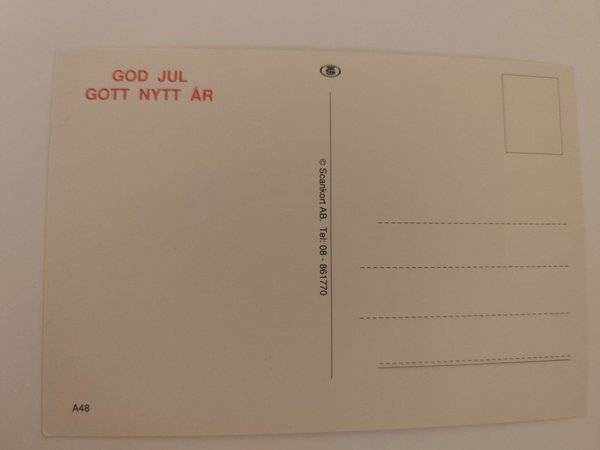 GOD JUL
GOTT NYTT ÅR
© Scankort AB. Tel: 08 - 861770
A48